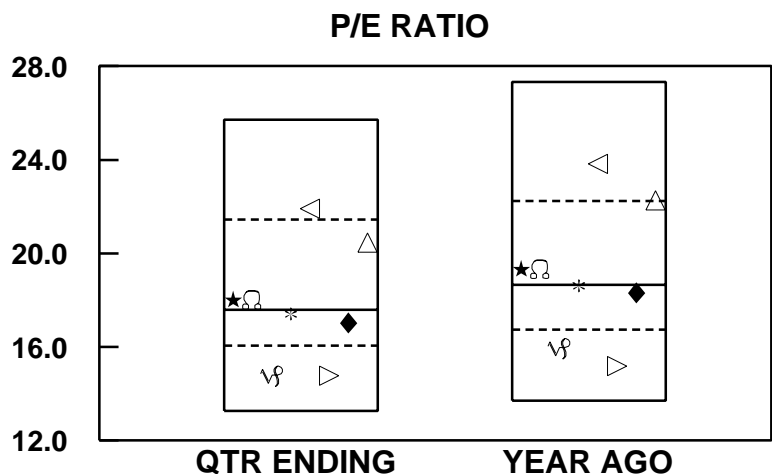 P/E RATIO
28.0
24.0
20.0
16.0
12.0
QTR ENDING
YEAR AGO